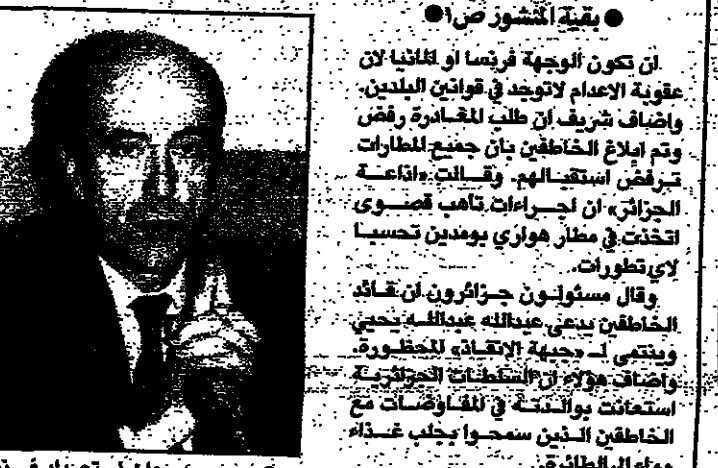 ● بقية المنشور ص١ ●
ان تكون الوجهة فرنسا او المانيا لان
عقوبة الاعدام لاتوجد في قوانين البلدين.
واضاف شريف ان طلب المغادرة رفض
وتم ابلاغ الخاطفين بان جميع المطارات
ترفض استقبالهم. وقالت «اذاعة
الجزائر» ان اجراءات تاهب قصوى
اتخذت في مطار هواري بومدين تحسبا
لاي تطورات.
وقال مسئولون جزائرون ان قائد
الخاطفين يدعى عبدالله عبدالله يحيى
وينتمي لـ «جبهة الانقاذ» المحظورة.
واضاف هؤلاء ان السلطات الجزائرية
استعانت بوالدته في المفاوضات مع
الخاطفين الذين سمحوا بجلب غذاء